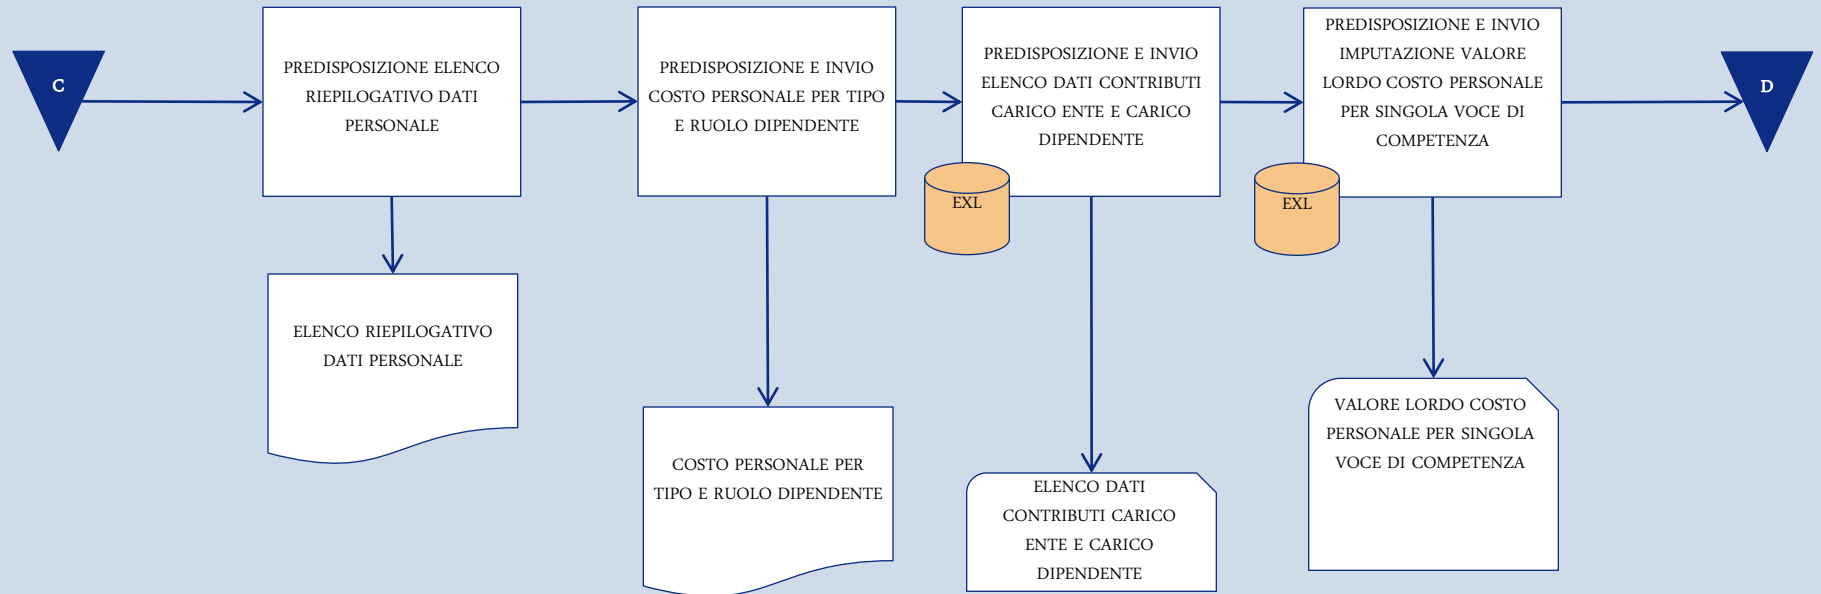 C
PREDISPOSIZIONE ELENCO
RIEPILOGATIVO DATI
PERSONALE
PREDISPOSIZIONE E INVIO
COSTO PERSONALE PER TIPO
E RUOLO DIPENDENTE
PREDISPOSIZIONE E INVIO
ELENCO DATI CONTRIBUTI
CARICO ENTE E CARICO
DIPENDENTE
EXL
PREDISPOSIZIONE E INVIO
IMPUTAZIONE VALORE
LORDO COSTO PERSONALE
PER SINGOLA VOCE DI
COMPETENZA
EXL
D
ELENCO RIEPILOGATIVO
DATI PERSONALE
COSTO PERSONALE PER
TIPO E RUOLO DIPENDENTE
ELENCO DATI
CONTRIBUTI CARICO
ENTE E CARICO
DIPENDENTE
VALORE LORDO COSTO
PERSONALE PER SINGOLA
VOCE DI COMPETENZA